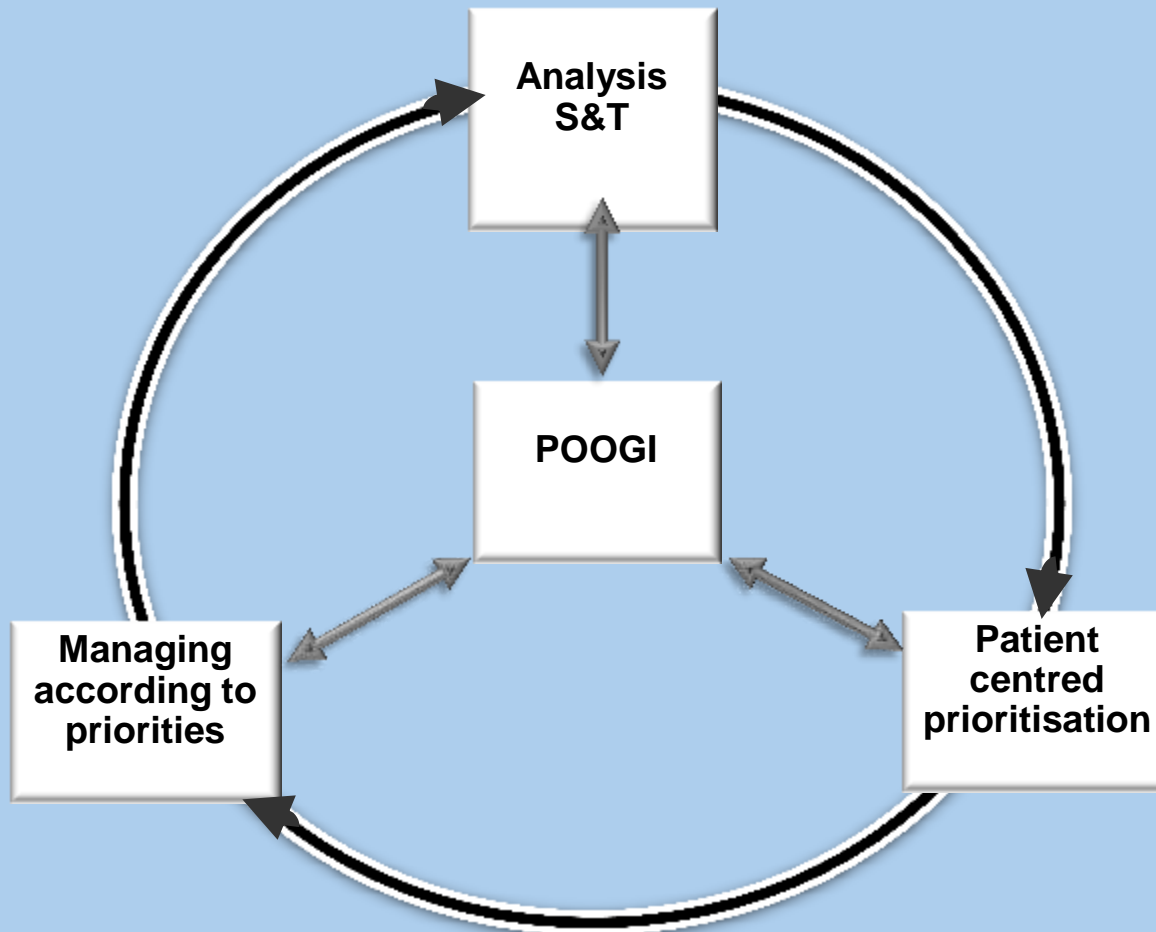 Analysis
S&T
POOGI
Managing
according to
priorities
Patient
centred
prioritisation